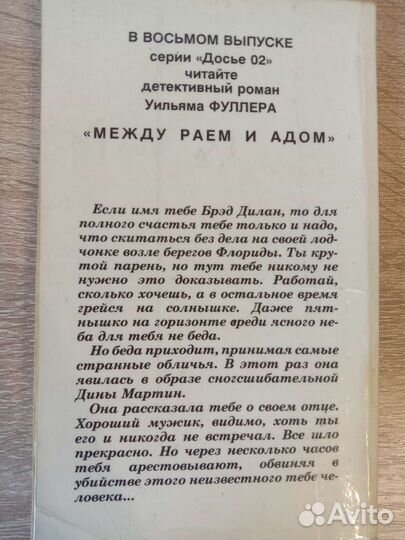 В ВОСЬМОМ ВЫПУСКЕ
серии «Досье 02»
читайте
детективный роман
Уильяма ФУЛЛЕРА
«МЕЖДУ РАЕМ И АДОМ»
Если имя тебе Брэд Дилан, то для
полного счастья тебе только и надо,
что скитаться без дела на своей лод-
чонке возле берегов Флориды. Ты кру-
той парень, но тут тебе никому не
нужно это доказывать. Работай,
сколько хочешь, а в остальное время
грейся на солнышке. Даже пят-
нышко на горизонте вреди ясного не-
ба для тебя не беда.
Но беда приходит, принимая самые
странные обличья. В этот раз она
явилась в образе сногсшибательной
Дины Мартин.
Она рассказала тебе о своем отце.
Хороший мужик, видимо, хоть ты
его и никогда не встречал. Все шло
прекрасно. Но через несколько часов
тебя арестовывают, обвиняя в
убийстве этого неизвестного тебе че-
ловека...
Avito